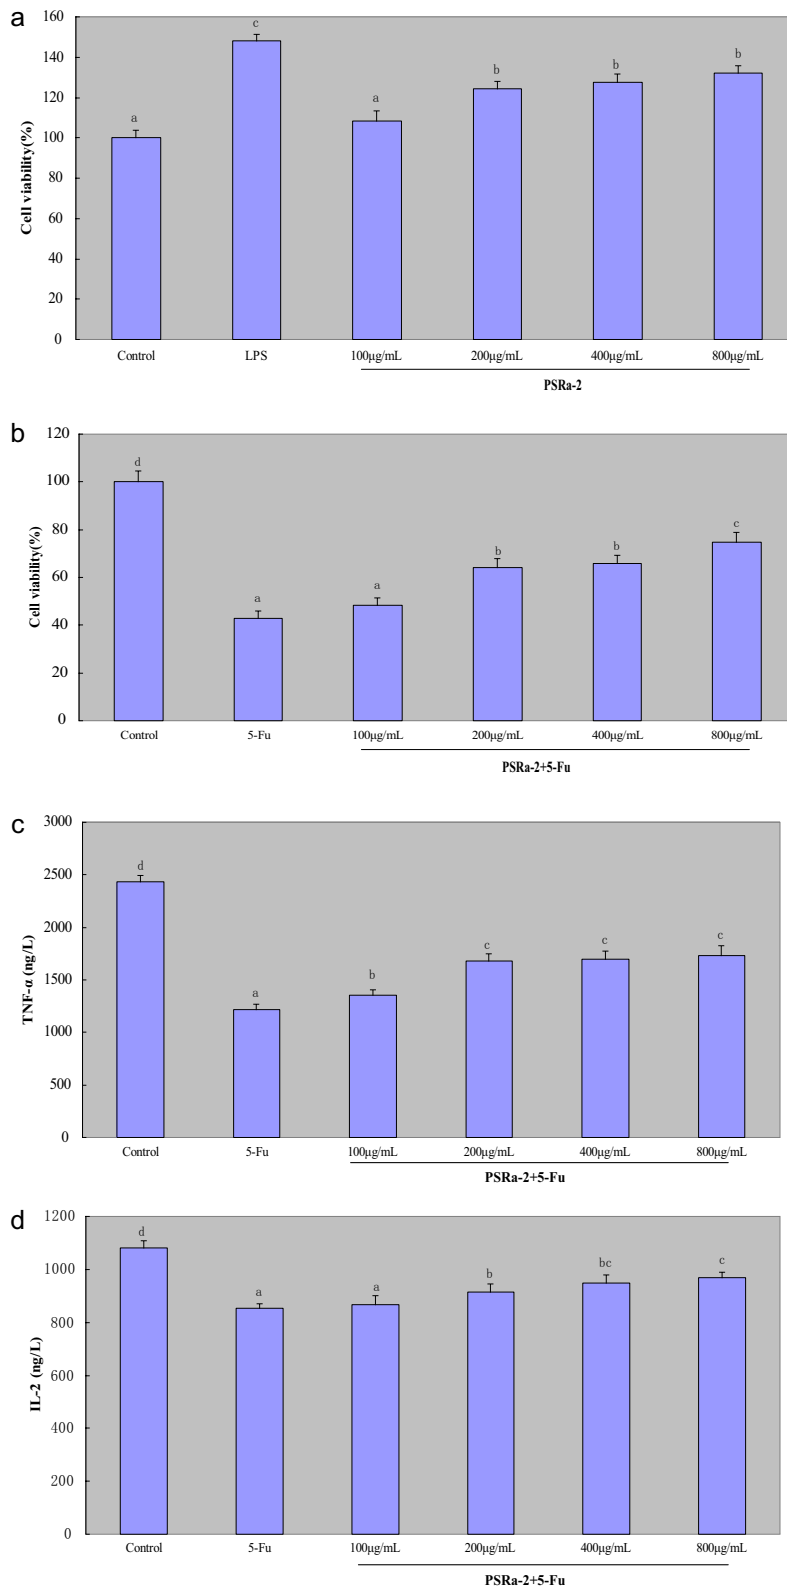 a
160
140
120
100
80
60
40
20
0
Cell viability(%)
a
c
a
b
b
b
Control
LPS
100μg/mL
200μg/mL
400μg/mL
800μg/mL
PSRa-2
b
120
100
80
60
40
20
0
Cell viability(%)
d
a
a
b
b
c
Control
5-Fu
100μg/mL
200μg/mL
400μg/mL
800μg/mL
PSRa-2+5-Fu
c
3000
2500
2000
1500
1000
500
0
TNF-α (ng/L)
d
a
b
c
c
c
Control
5-Fu
100μg/mL
200μg/mL
400μg/mL
800μg/mL
PSRa-2+5-Fu
d
1200
1000
800
600
400
200
0
IL-2 (ng/L)
d
a
a
b
bc
c
Control
5-Fu
100μg/mL
200μg/mL
400μg/mL
800μg/mL
PSRa-2+5-Fu